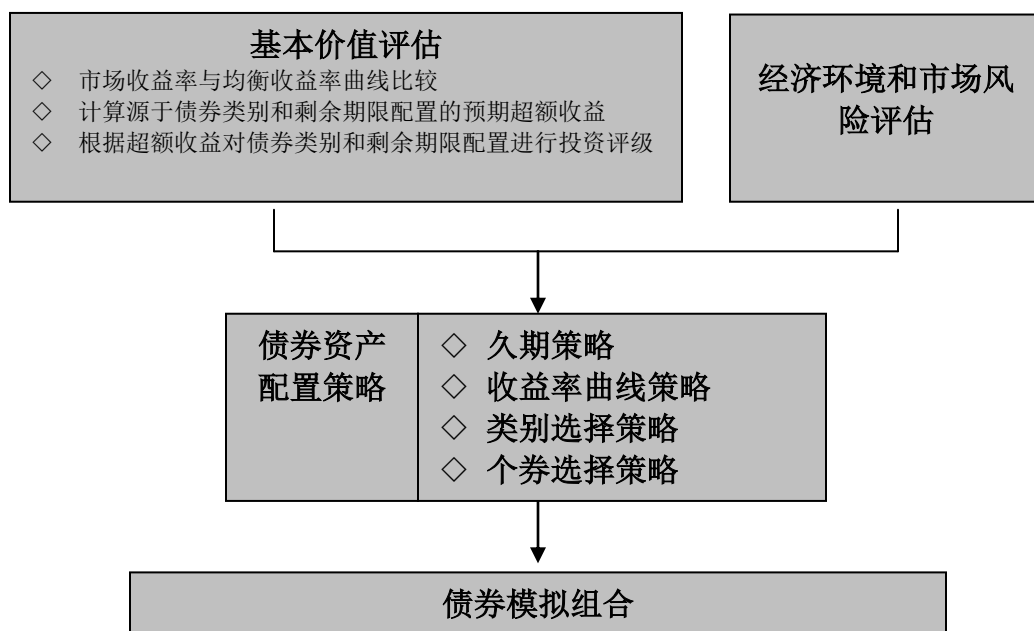 基本价值评估
◇ 市场收益率与均衡收益率曲线比较
◇ 计算源于债券类别和剩余期限配置的预期超额收益
◇ 根据超额收益对债券类别和剩余期限配置进行投资评级
经济环境和市场风
险评估
债券资产
配置策略
◇ 久期策略
◇ 收益率曲线策略
◇ 类别选择策略
◇ 个券选择策略
债券模拟组合